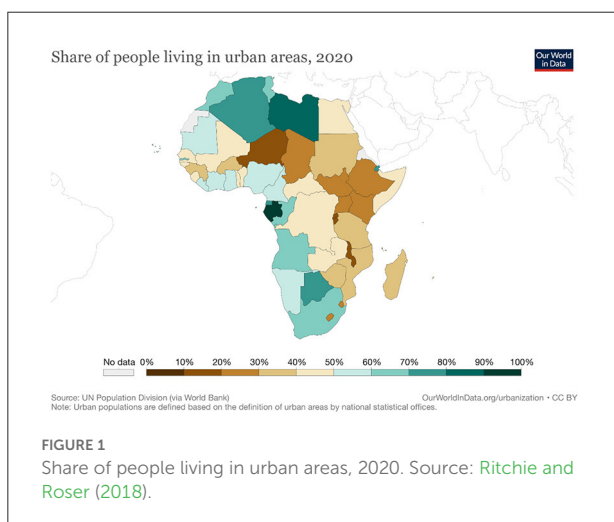 Share of people living in urban areas, 2020
Our World
in Data
No data 0% 10% 20% 30% 40% 50% 60% 70% 80% 90% 100%
Source: UN Population Division (via World Bank) OurWorldInData.org/urbanization • CC BY
Note: Urban populations are defined based on the definition of urban areas by national statistical offices.
FIGURE 1
Share of people living in urban areas, 2020. Source: Ritchie and
Roser (2018).